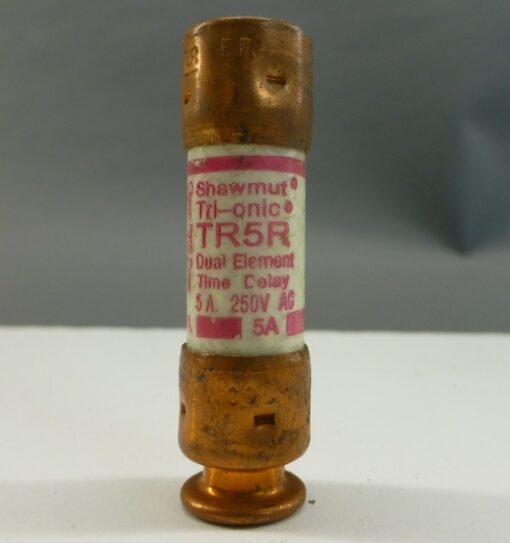 Shawmut®
Tri-onic®
TR5R
Dual Element
Time Delay
5A. 250V AC
5A